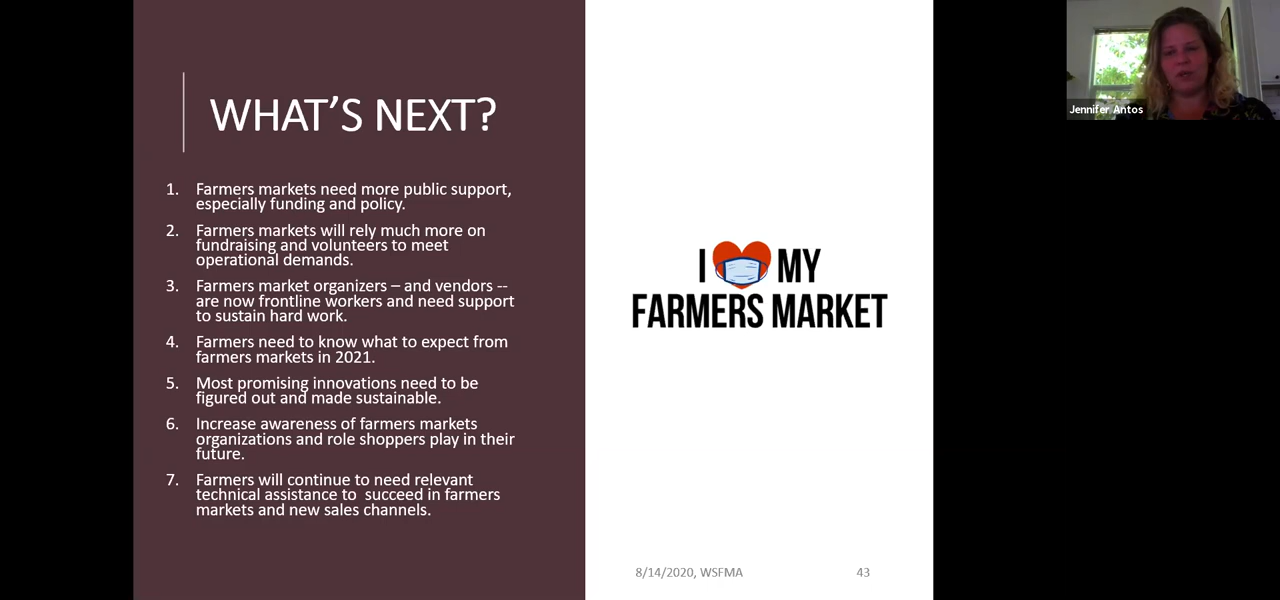 WHAT'S NEXT?
1. Farmers markets need more public support,
especially funding and policy.
2. Farmers markets will rely much more on
fundraising and volunteers to meet
operational demands.
3. Farmers market organizers – and vendors --
are now frontline workers and need support
to sustain hard work.
4. Farmers need to know what to expect from
farmers markets in 2021.
5. Most promising innovations need to be
figured out and made sustainable.
6. Increase awareness of farmers markets
organizations and role shoppers play in their
future.
7. Farmers will continue to need relevant
technical assistance to  succeed in farmers
markets and new sales channels.
I MY
FARMERS MARKET
8/14/2020, WSFMA
43
Jennifer Antos